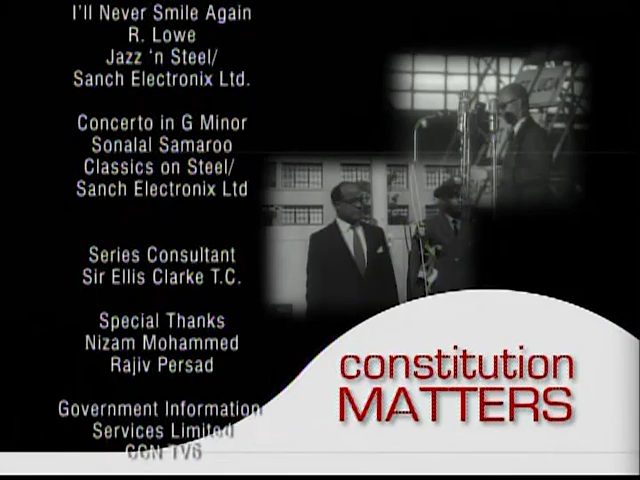 I'll Never Smile Again
R. Lowe
Jazz 'n Steel/
Sanch Electronix Ltd.
Concerto in G Minor
Sonalal Samaroo
Classics on Steel/
Sanch Electronix Ltd
Series Consultant
Sir Ellis Clarke T.C.
Special Thanks
Nizam Mohammed
Rajiv Persad
Government Information
Services Limited
CCN TV6
constitution
MATTERS